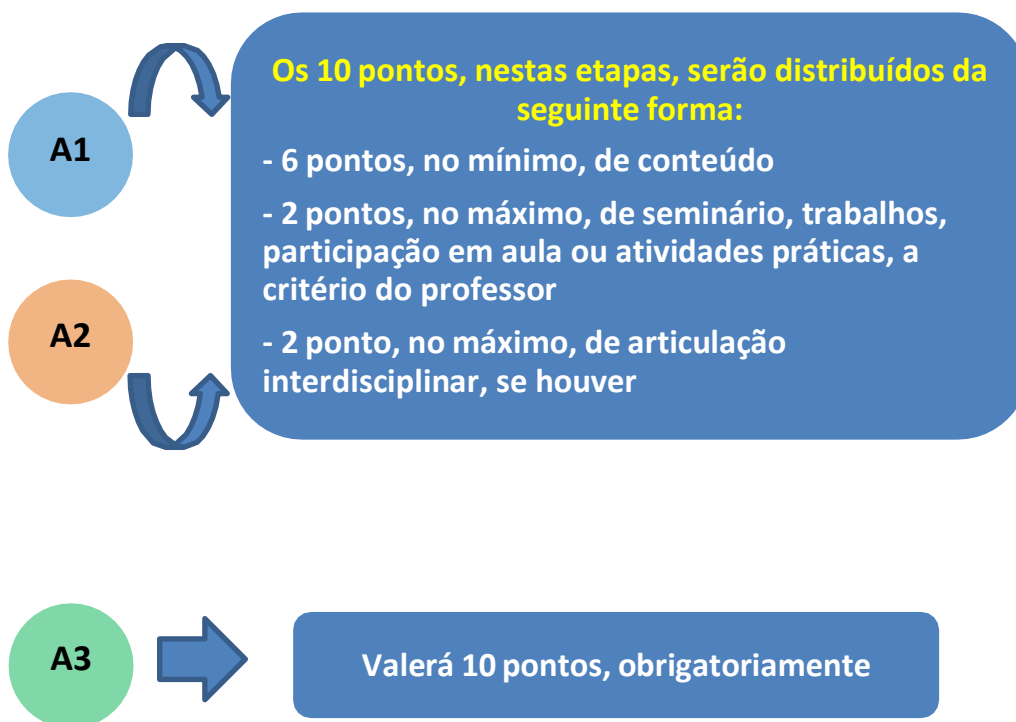 A1
Os 10 pontos, nestas etapas, serão distribuídos da
seguinte forma:
- 6 pontos, no mínimo, de conteúdo
- 2 pontos, no máximo, de seminário, trabalhos,
participação em aula ou atividades práticas, a
critério do professor
A2
- 2 ponto, no máximo, de articulação
interdisciplinar, se houver
A3
Valerá 10 pontos, obrigatoriamente